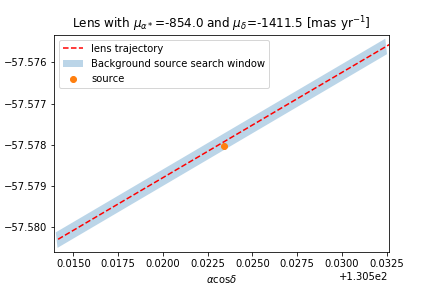 Lens with μα* =-854.0 and μδ=-1411.5 [mas yr⁻¹]
lens trajectory
Background source search window
source
−57.576
−57.577
−57.578
−57.579
−57.580
0.0150 0.0175 0.0200 0.0225 0.0250 0.0275 0.0300 0.0325
+1.305e2
αcosδ